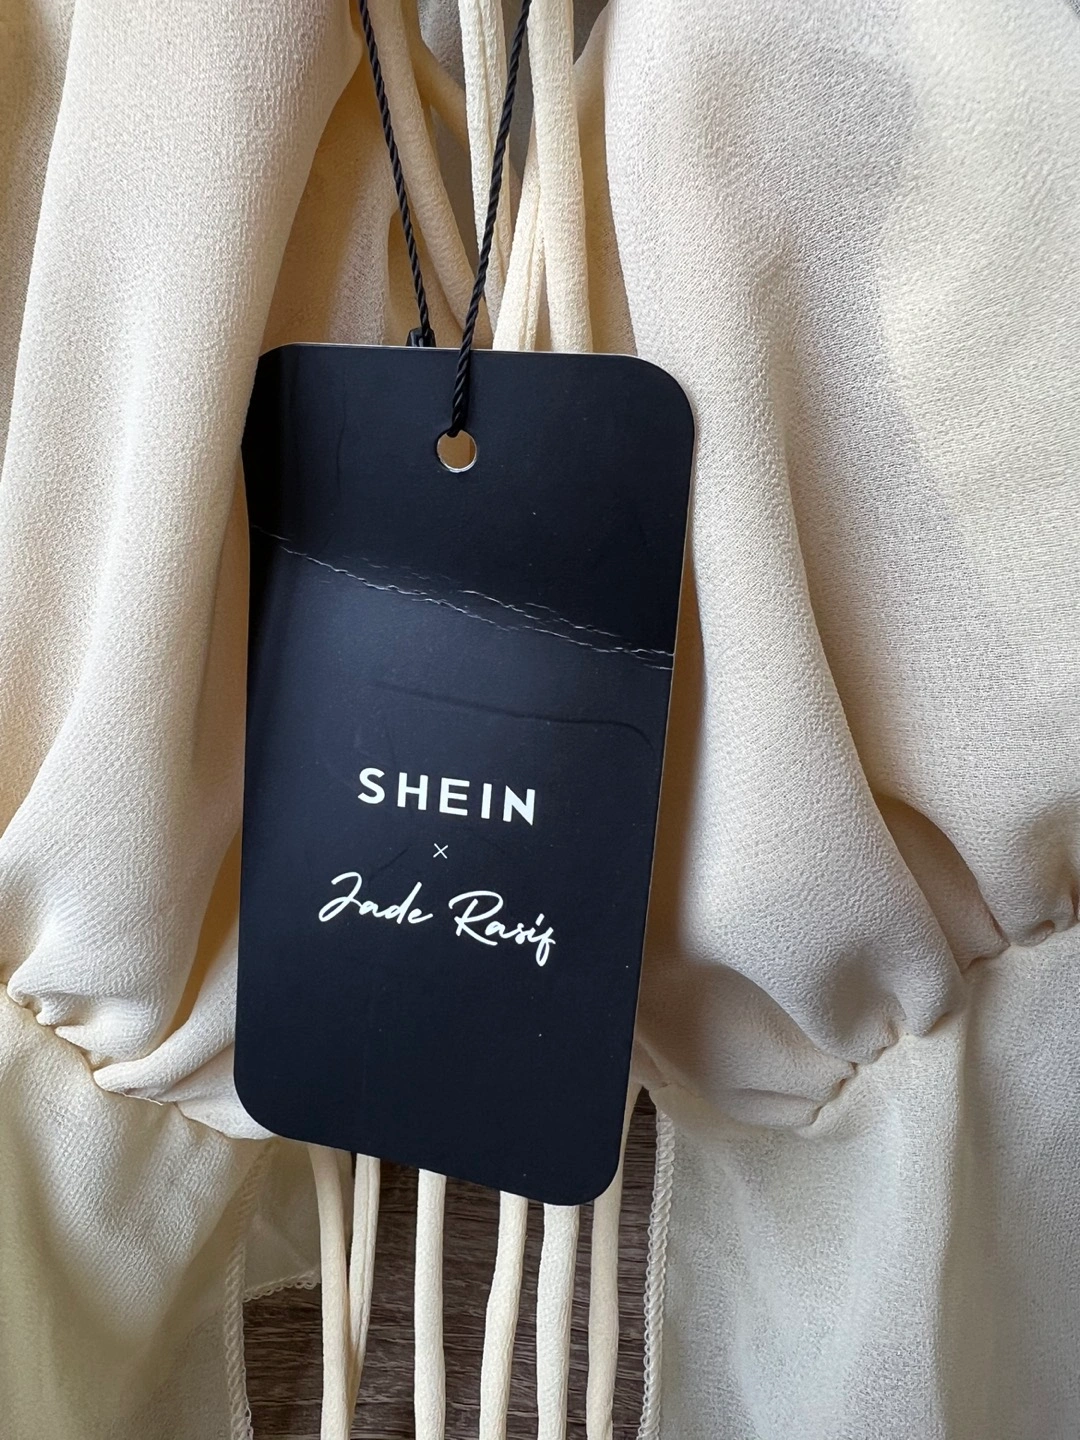 SHEIN
×
Jade Rasif